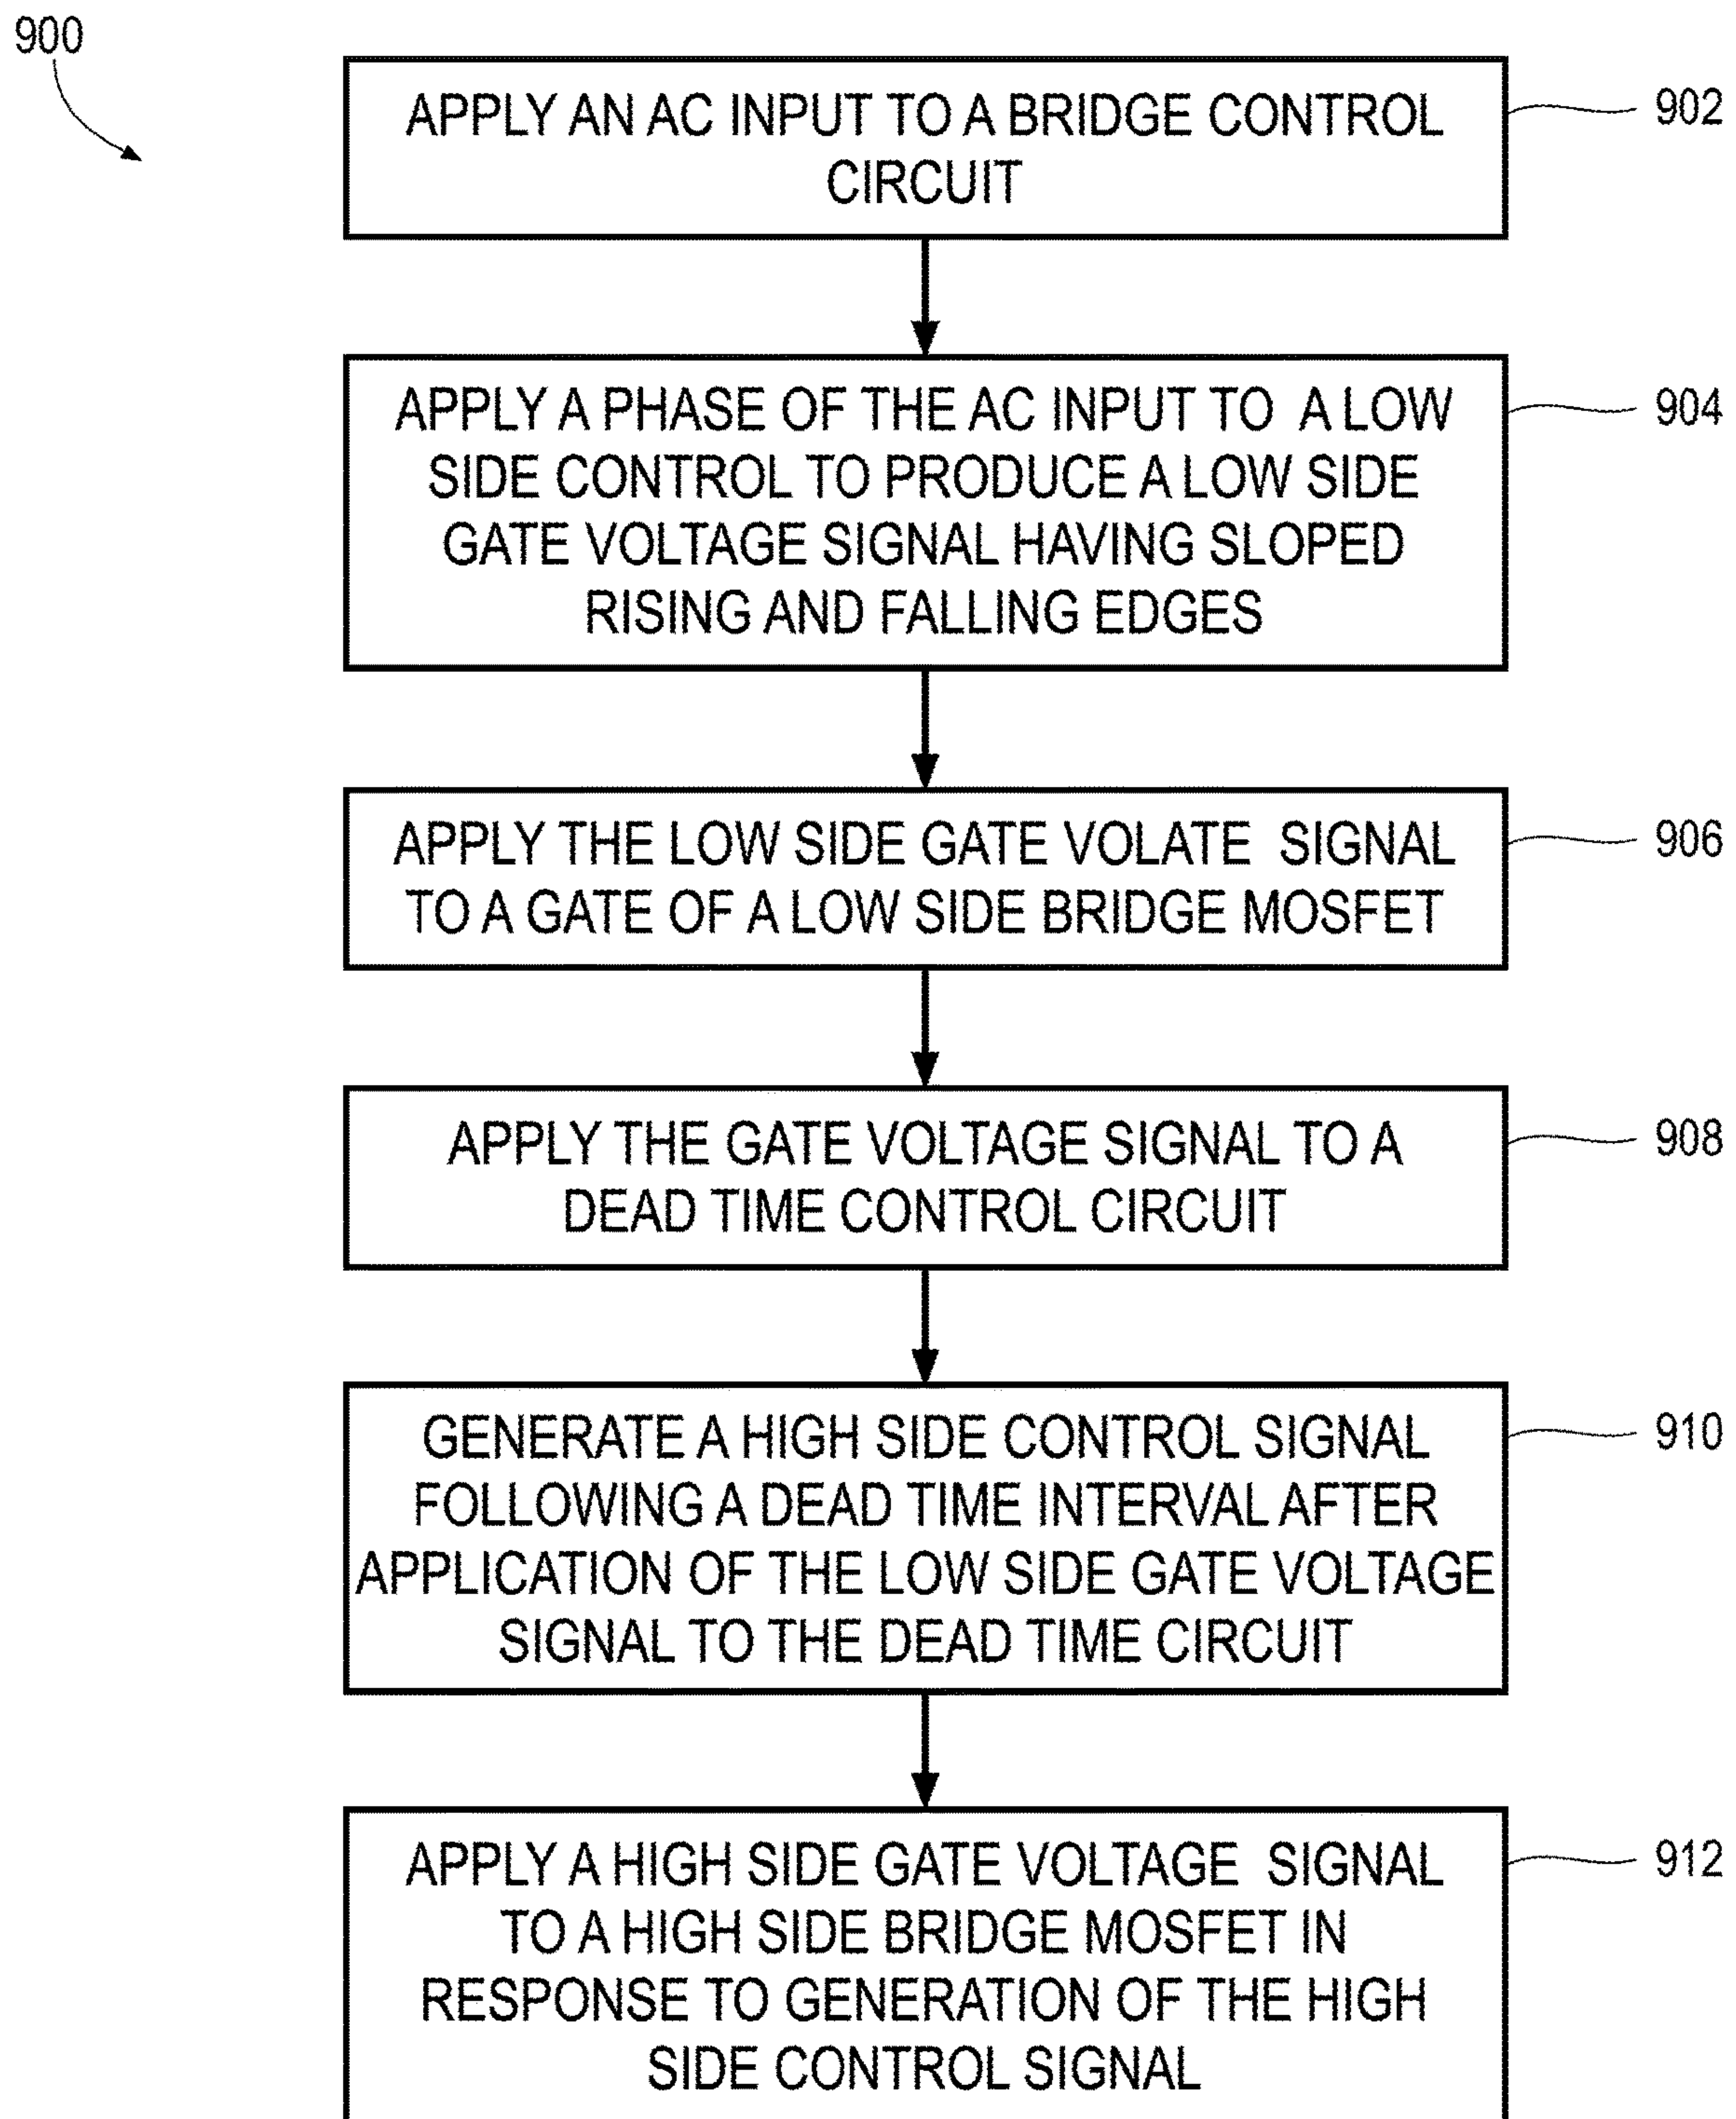 900
APPLY AN AC INPUT TO A BRIDGE CONTROL
CIRCUIT
902
APPLY A PHASE OF THE AC INPUT TO A LOW
SIDE CONTROL TO PRODUCE A LOW SIDE
GATE VOLTAGE SIGNAL HAVING SLOPED
RISING AND FALLING EDGES
904
APPLY THE LOW SIDE GATE VOLATE SIGNAL
TO A GATE OF A LOW SIDE BRIDGE MOSFET
906
APPLY THE GATE VOLTAGE SIGNAL TO A
DEAD TIME CONTROL CIRCUIT
908
GENERATE A HIGH SIDE CONTROL SIGNAL
FOLLOWING A DEAD TIME INTERVAL AFTER
APPLICATION OF THE LOW SIDE GATE VOLTAGE
SIGNAL TO THE DEAD TIME CIRCUIT
910
APPLY A HIGH SIDE GATE VOLTAGE SIGNAL
TO A HIGH SIDE BRIDGE MOSFET IN
RESPONSE TO GENERATION OF THE HIGH
SIDE CONTROL SIGNAL
912